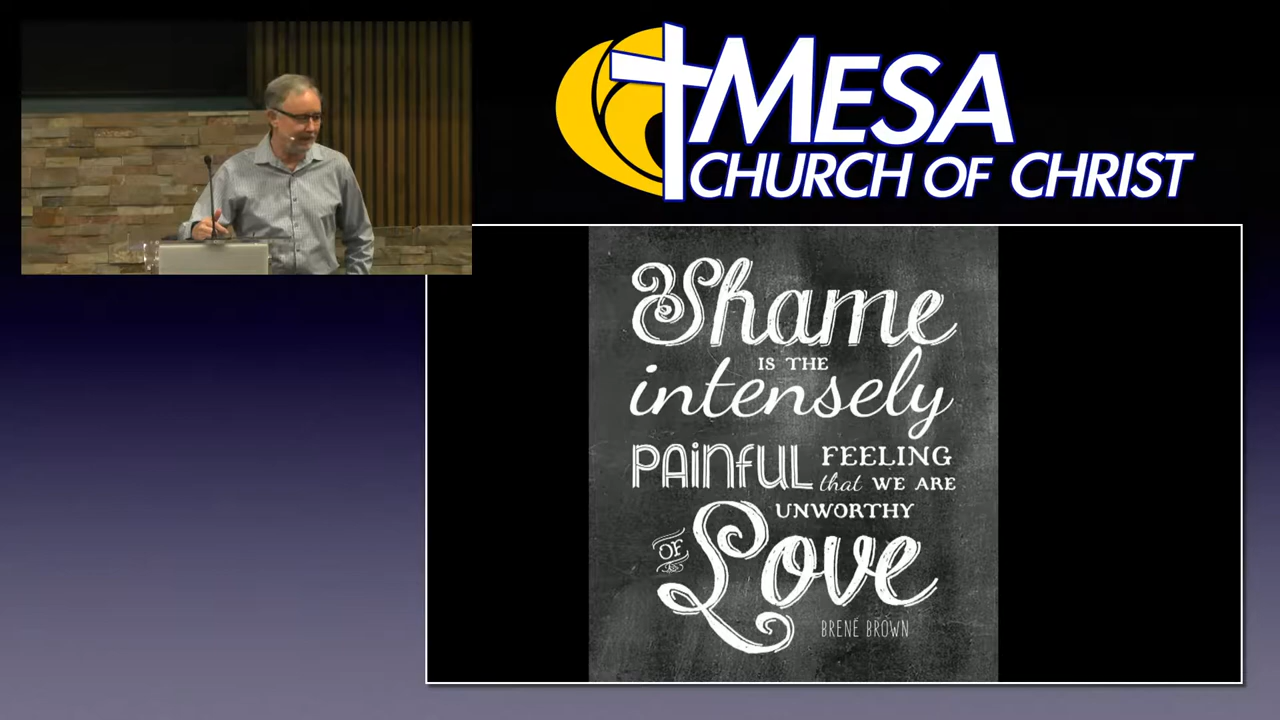 MESA
CHURCH OF CHRIST
Shame
IS THE
intensely
PAINFUL FEELING
that WE ARE
UNWORTHY
OF Love
BRENÉ BROWN